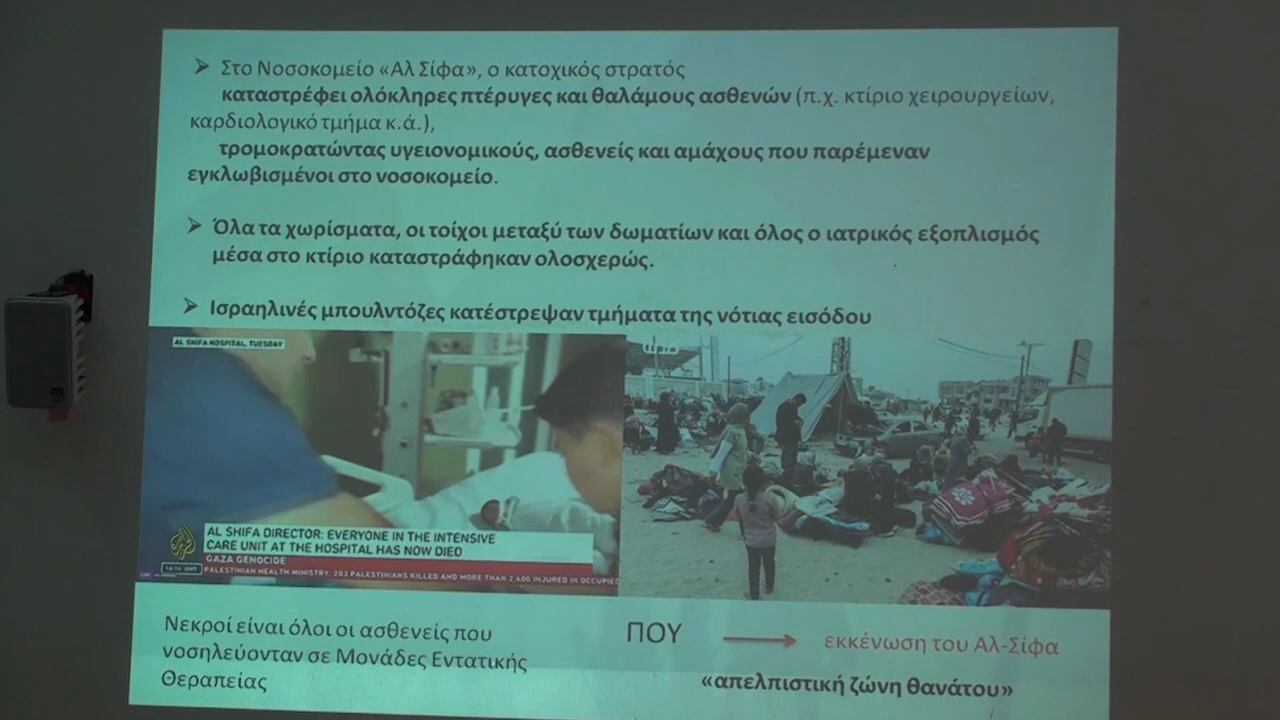 ➢ Στο Νοσοκομείο «Αλ Σίφα», ο κατοχικός στρατός
καταστρέφει ολόκληρες πτέρυγες και θαλάμους ασθενών (π.χ. κτίριο χειρουργείων,
καρδιολογικό τμήμα κ.ά.),
τρομοκρατώντας υγειονομικούς, ασθενείς και αμάχους που παρέμεναν
εγκλωβισμένοι στο νοσοκομείο.
➢ Όλα τα χωρίσματα, οι τοίχοι μεταξύ των δωματίων και όλος ο ιατρικός εξοπλισμός
μέσα στο κτίριο καταστράφηκαν ολοσχερώς.
➢ Ισραηλινές μπουλντόζες κατέστρεψαν τμήματα της νότιας εισόδου
AL SHIFA HOSPITAL, TUESDAY
AL SHIFA DIRECTOR: EVERYONE IN THE INTENSIVE
CARE UNIT AT THE HOSPITAL HAS NOW DIED
GAZA GENOCIDE
PALESTINIAN HEALTH MINISTRY: 203 PALESTINIANS KILLED AND MORE THAN 2,400 INJURED IN OCCUPIED
Νεκροί είναι όλοι οι ασθενείς που
νοσηλεύονταν σε Μονάδες Εντατικής
Θεραπείας
ΠΟΥ → εκκένωση του Αλ-Σίφα
«απελπιστική ζώνη θανάτου»